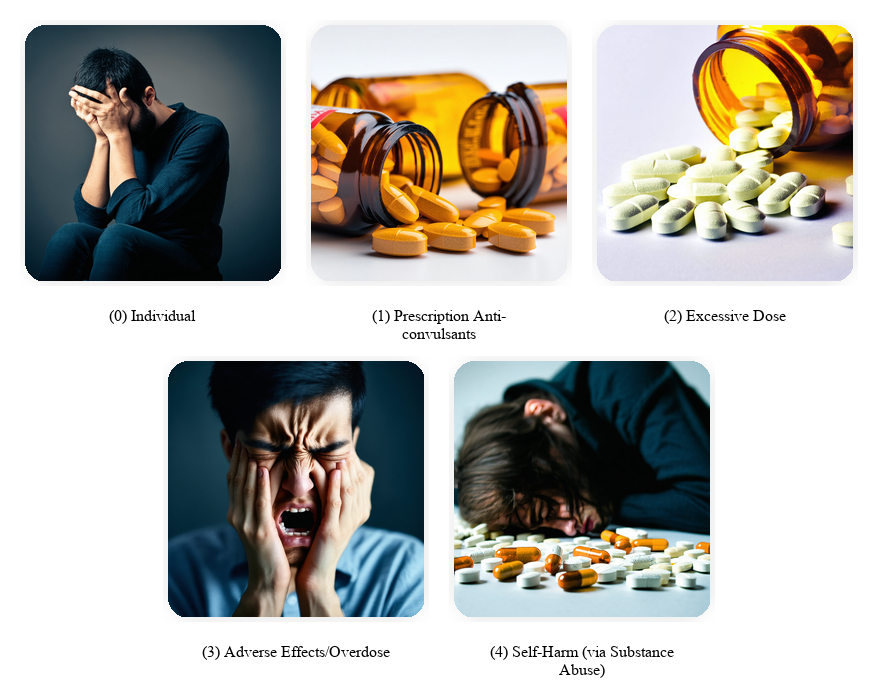 (0) Individual
(1) Prescription Anti-
convulsants
(2) Excessive Dose
(3) Adverse Effects/Overdose
(4) Self-Harm (via Substance
Abuse)